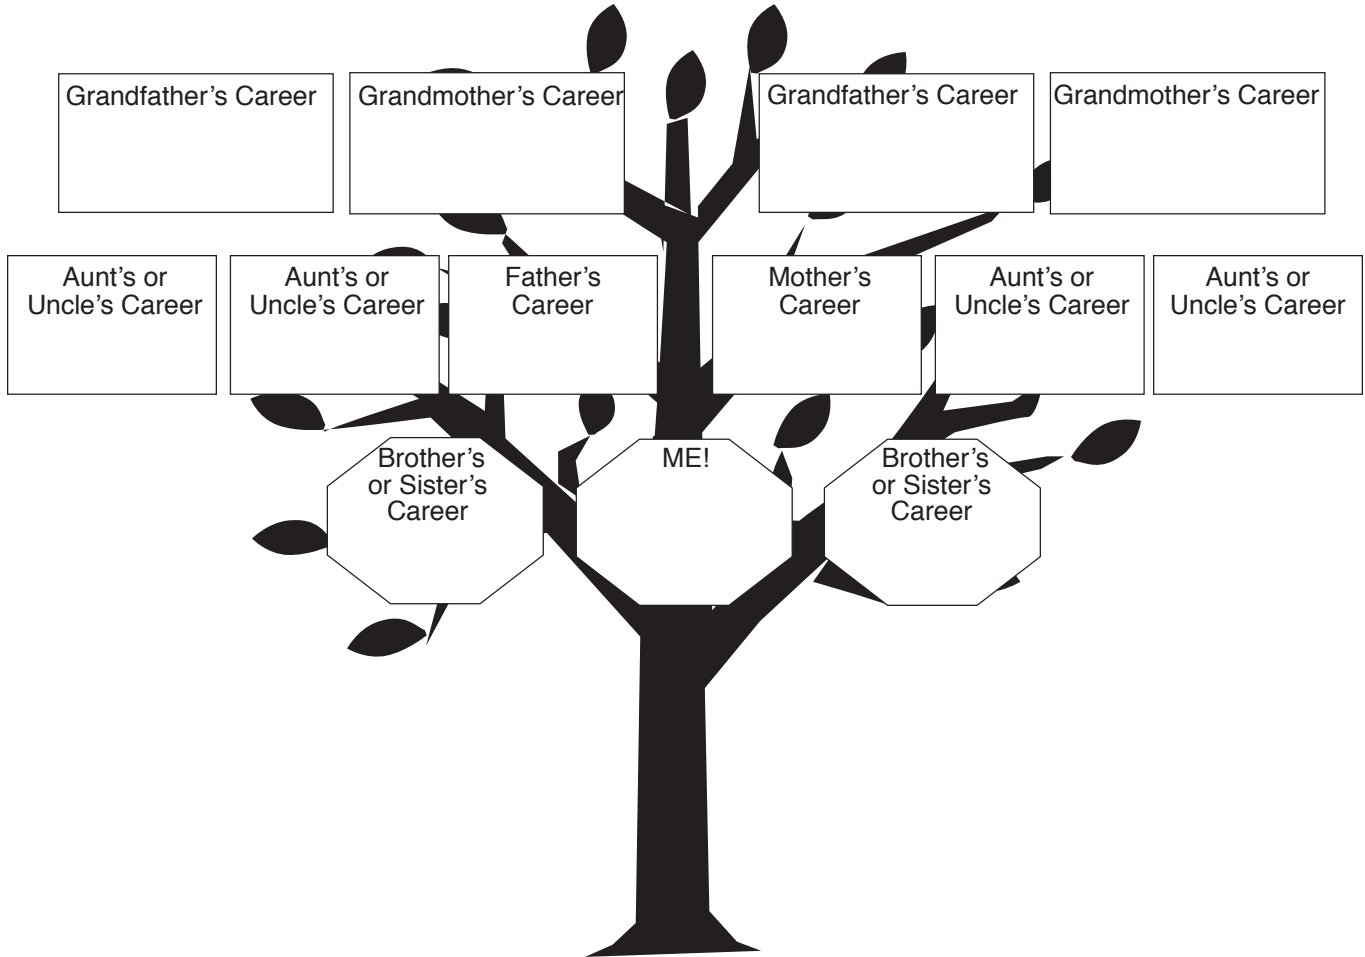 Grandfather’s Career
Grandmother’s Career
Grandfather’s Career
Grandmother’s Career
Aunt’s or
Uncle’s Career
Aunt’s or
Uncle’s Career
Father’s
Career
Mother’s
Career
Aunt’s or
Uncle’s Career
Aunt’s or
Uncle’s Career
Brother’s
or Sister’s
Career
ME!
Brother’s
or Sister’s
Career